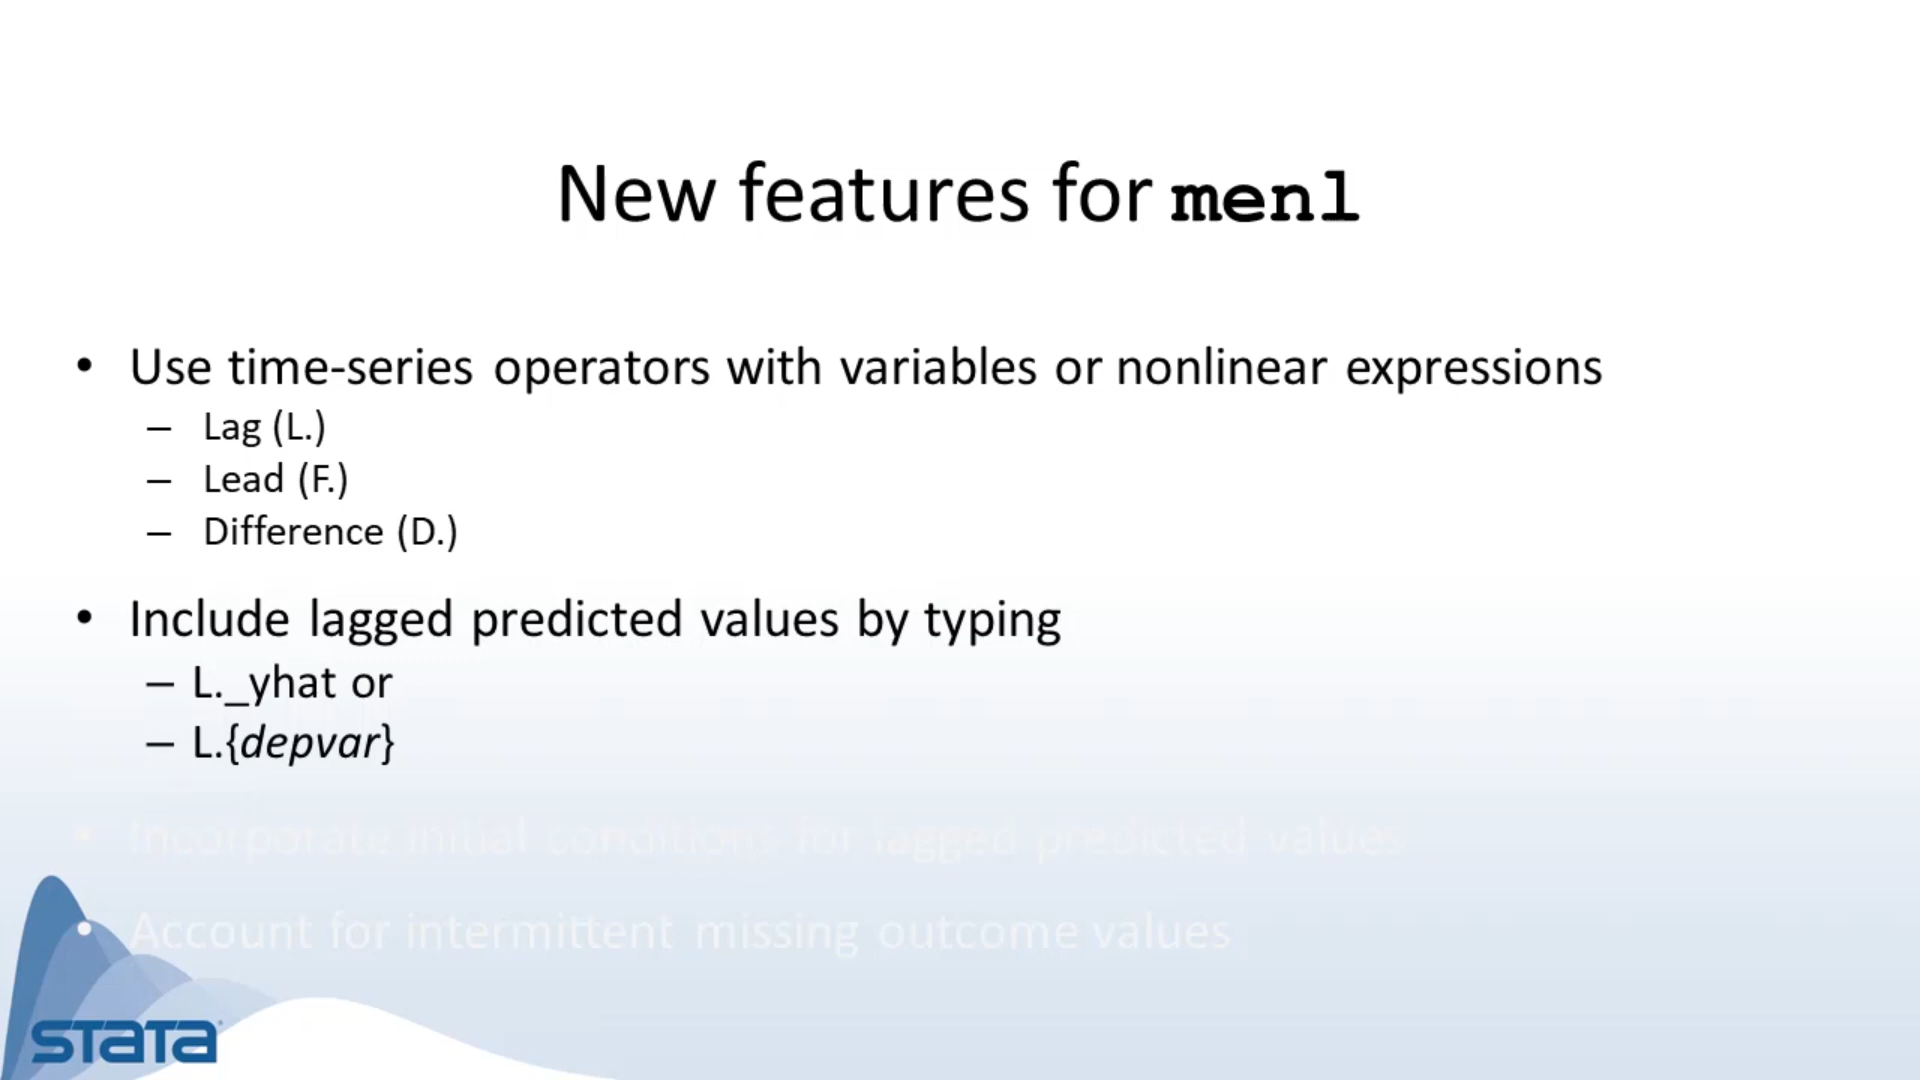 New features for menl
• Use time-series operators with variables or nonlinear expressions
– Lag (L.)
– Lead (F.)
– Difference (D.)
• Include lagged predicted values by typing
– L._yhat or
– L.{depvar}
• Incorporate initial conditions for lagged predicted values
• Account for intermittent missing outcome values
stata